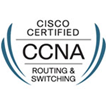 CISCO
CERTIFIED
CCNA
ROUTING &
SWITCHING